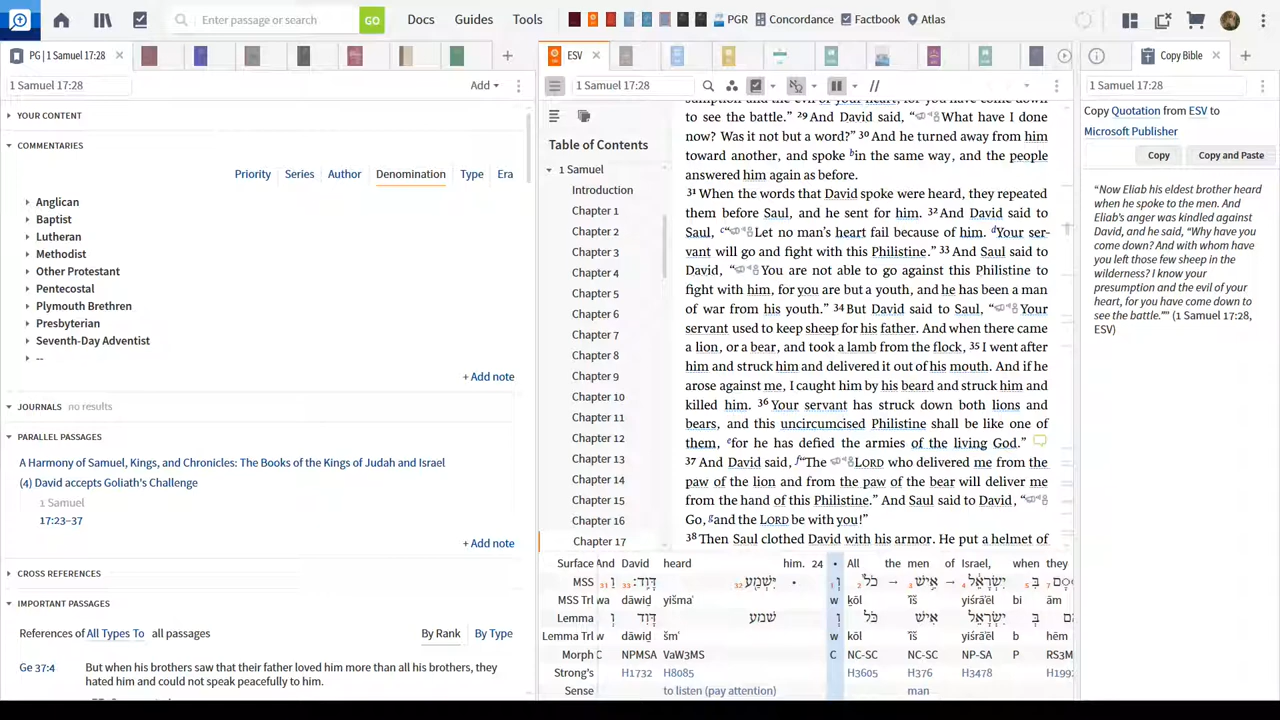 Enter passage or search
GO
Docs
Guides
Tools
PGR
Concordance
Factbook
Atlas
PG | 1 Samuel 17:28
1 Samuel 17:28
Add
YOUR CONTENT
COMMENTARIES
Priority
Series
Author
Denomination
Type
Era
Anglican
Baptist
Lutheran
Methodist
Other Protestant
Pentecostal
Plymouth Brethren
Presbyterian
Seventh-Day Adventist
--
+ Add note
JOURNALS no results
PARALLEL PASSAGES
A Harmony of Samuel, Kings, and Chronicles: The Books of the Kings of Judah and Israel
(4) David accepts Goliath's Challenge
1 Samuel
17:23–37
+ Add note
CROSS REFERENCES
IMPORTANT PASSAGES
References of All Types To all passages
By Rank
By Type
Ge 37:4
But when his brothers saw that their father loved him more than all his brothers, they
hated him and could not speak peacefully to him.
ESV
1 Samuel 17:28
//
Table of Contents
1 Samuel
Introduction
Chapter 1
Chapter 2
Chapter 3
Chapter 4
Chapter 5
Chapter 6
Chapter 7
Chapter 8
Chapter 9
Chapter 10
Chapter 11
Chapter 12
Chapter 13
Chapter 14
Chapter 15
Chapter 16
Chapter 17
sumption and the evil of your heart, for you have come down
to see the battle.” 29 And David said, “What have I done
now? Was it not but a word?” 30 And he turned away from him
toward another, and spoke b in the same way, and the people
answered him again as before.
31 When the words that David spoke were heard, they repeated
them before Saul, and he sent for him. 32 And David said to
Saul, c“Let no man’s heart fail because of him. dYour ser-
vant will go and fight with this Philistine.” 33 And Saul said to
David, “You are not able to go against this Philistine to
fight with him, for you are but a youth, and he has been a man
of war from his youth.” 34 But David said to Saul, “Your
servant used to keep sheep for his father. And when there came
a lion, or a bear, and took a lamb from the flock, 35 I went after
him and struck him and delivered it out of his mouth. And if he
arose against me, I caught him by his beard and struck him and
killed him. 36 Your servant has struck down both lions and
bears, and this uncircumcised Philistine shall be like one of
them, efor he has defied the armies of the living God.”
37 And David said, f“The LORD who delivered me from the
paw of the lion and from the paw of the bear will deliver me
from the hand of this Philistine.” And Saul said to David, “
Go, gand the LORD be with you!”
38 Then Saul clothed David with his armor. He put a helmet of
Surface And David heard him. 24 • All the men of Israel, when they
MSS וַ 31 דָּוִֽד׃ 33 יִּשְׁמַ֖ע 32 • וְ 1 כֹל֙ 2 → אִ֣ישׁ 3 → יִשְׂרָאֵ֔ל 4 בִּ 5
MSS Trl wa dāwiḏ yišmaʿ w ḵōl ʾîš yiśrāʾēl bi ām
Lemma וְ דָּוִד שׁמע וְ כֹּל אִישׁ יִשְׂרָאֵל בְּ
Lemma Trl w dāwiḏ šmʿ w kōl ʾîš yiśrāʾēl b hēm
Morph C NPMSA VaW3MS C NC-SC NC-SC NP-SA P RS3M
Strong's H1732 H8085 H3605 H376 H3478 H199
Sense to listen (pay attention) man
Copy Bible
1 Samuel 17:28
Copy Quotation from ESV to
Microsoft Publisher
Copy
Copy and Paste
“Now Eliab his eldest brother heard
when he spoke to the men. And
Eliab’s anger was kindled against
David, and he said, “Why have you
come down? And with whom have
you left those few sheep in the
wilderness? I know your
presumption and the evil of your
heart, for you have come down to
see the battle.”” (1 Samuel 17:28,
ESV)